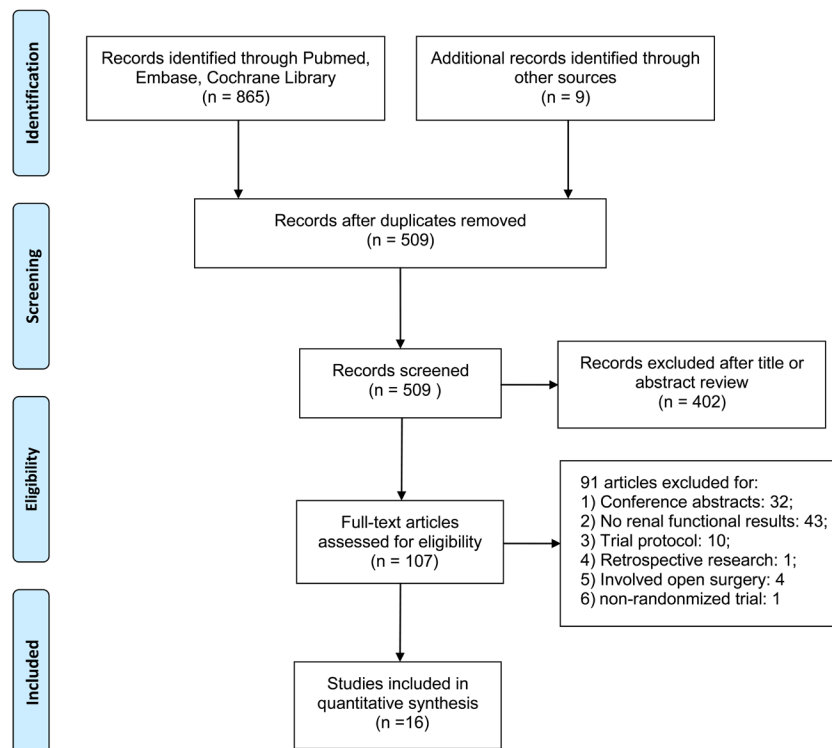 Identification
Records identified through Pubmed,
Embase, Cochrane Library
(n = 865)
Additional records identified through
other sources
(n = 9)
Screening
Records after duplicates removed
(n = 509)
Records screened
(n = 509 )
Records excluded after title or
abstract review
(n = 402)
Eligibility
Full-text articles
assessed for eligibility
(n = 107)
91 articles excluded for:
1) Conference abstracts: 32;
2) No renal functional results: 43;
3) Trial protocol: 10;
4) Retrospective research: 1;
5) Involved open surgery: 4
6) non-randonmized trial: 1
Included
Studies included in
quantitative synthesis
(n =16)